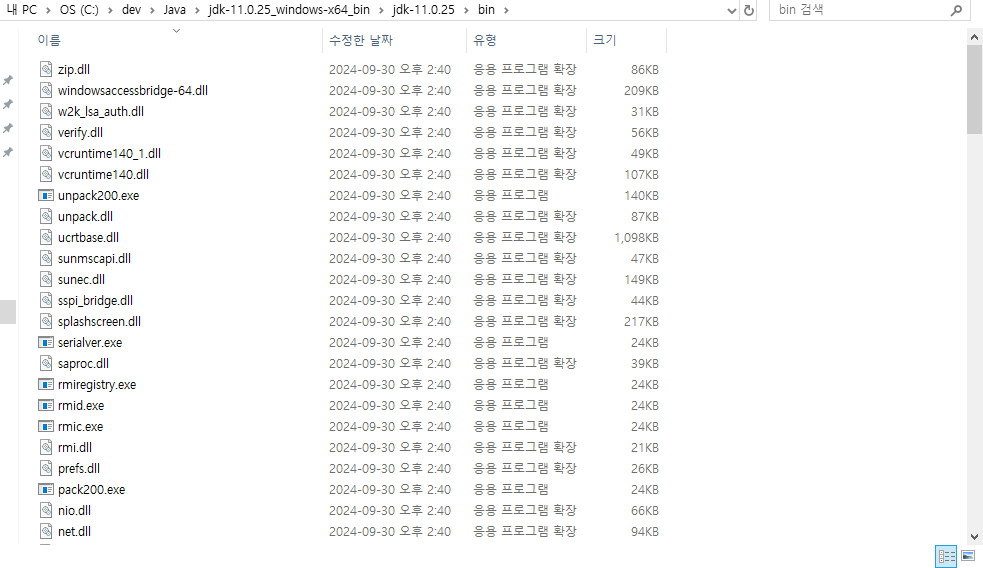 내 PC > OS (C:) > dev > Java > jdk-11.0.25_windows-x64_bin > jdk-11.0.25 > bin > bin 검색
이름 수정한 날짜 유형 크기
zip.dll 2024-09-30 오후 2:40 응용 프로그램 확장 86KB
windowsaccessbridge-64.dll 2024-09-30 오후 2:40 응용 프로그램 확장 209KB
w2k_lsa_auth.dll 2024-09-30 오후 2:40 응용 프로그램 확장 31KB
verify.dll 2024-09-30 오후 2:40 응용 프로그램 확장 56KB
vcruntime140_1.dll 2024-09-30 오후 2:40 응용 프로그램 확장 49KB
vcruntime140.dll 2024-09-30 오후 2:40 응용 프로그램 확장 107KB
unpack200.exe 2024-09-30 오후 2:40 응용 프로그램 140KB
unpack.dll 2024-09-30 오후 2:40 응용 프로그램 확장 87KB
ucrtbase.dll 2024-09-30 오후 2:40 응용 프로그램 확장 1,098KB
sunmscapi.dll 2024-09-30 오후 2:40 응용 프로그램 확장 47KB
sunec.dll 2024-09-30 오후 2:40 응용 프로그램 확장 149KB
sspi_bridge.dll 2024-09-30 오후 2:40 응용 프로그램 확장 44KB
splashscreen.dll 2024-09-30 오후 2:40 응용 프로그램 확장 217KB
serialver.exe 2024-09-30 오후 2:40 응용 프로그램 24KB
saproc.dll 2024-09-30 오후 2:40 응용 프로그램 확장 39KB
rmiregistry.exe 2024-09-30 오후 2:40 응용 프로그램 24KB
rmid.exe 2024-09-30 오후 2:40 응용 프로그램 24KB
rmic.exe 2024-09-30 오후 2:40 응용 프로그램 24KB
rmi.dll 2024-09-30 오후 2:40 응용 프로그램 확장 21KB
prefs.dll 2024-09-30 오후 2:40 응용 프로그램 확장 26KB
pack200.exe 2024-09-30 오후 2:40 응용 프로그램 24KB
nio.dll 2024-09-30 오후 2:40 응용 프로그램 확장 66KB
net.dll 2024-09-30 오후 2:40 응용 프로그램 확장 94KB